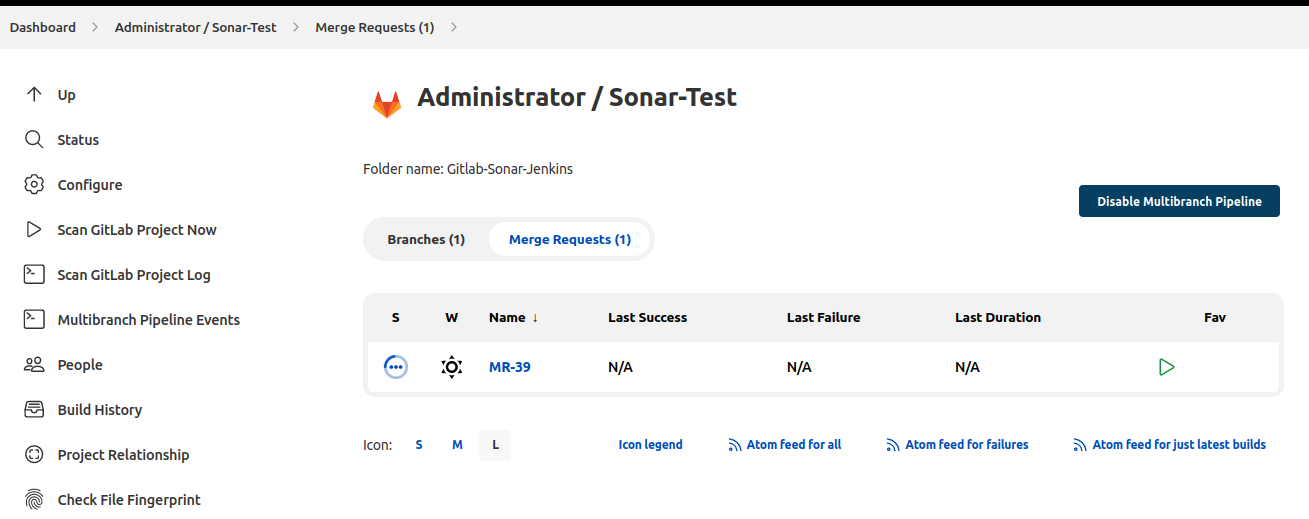 Dashboard > Administrator / Sonar-Test > Merge Requests (1) >
Up
Status
Configure
Scan GitLab Project Now
Scan GitLab Project Log
Multibranch Pipeline Events
People
Build History
Project Relationship
Check File Fingerprint
Administrator / Sonar-Test
Folder name: Gitlab-Sonar-Jenkins
Disable Multibranch Pipeline
Branches (1) Merge Requests (1)
S W Name ↓ Last Success Last Failure Last Duration Fav
MR-39 N/A N/A N/A
Icon: S M L Icon legend Atom feed for all Atom feed for failures Atom feed for just latest builds